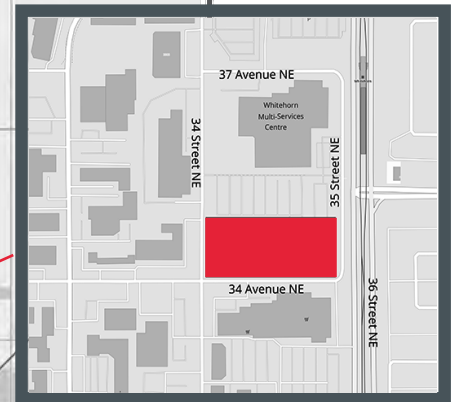 37 Avenue NE
Whitehorn
Multi-Services
Centre
34 Street NE
35 Street NE
34 Avenue NE
36 Street NE